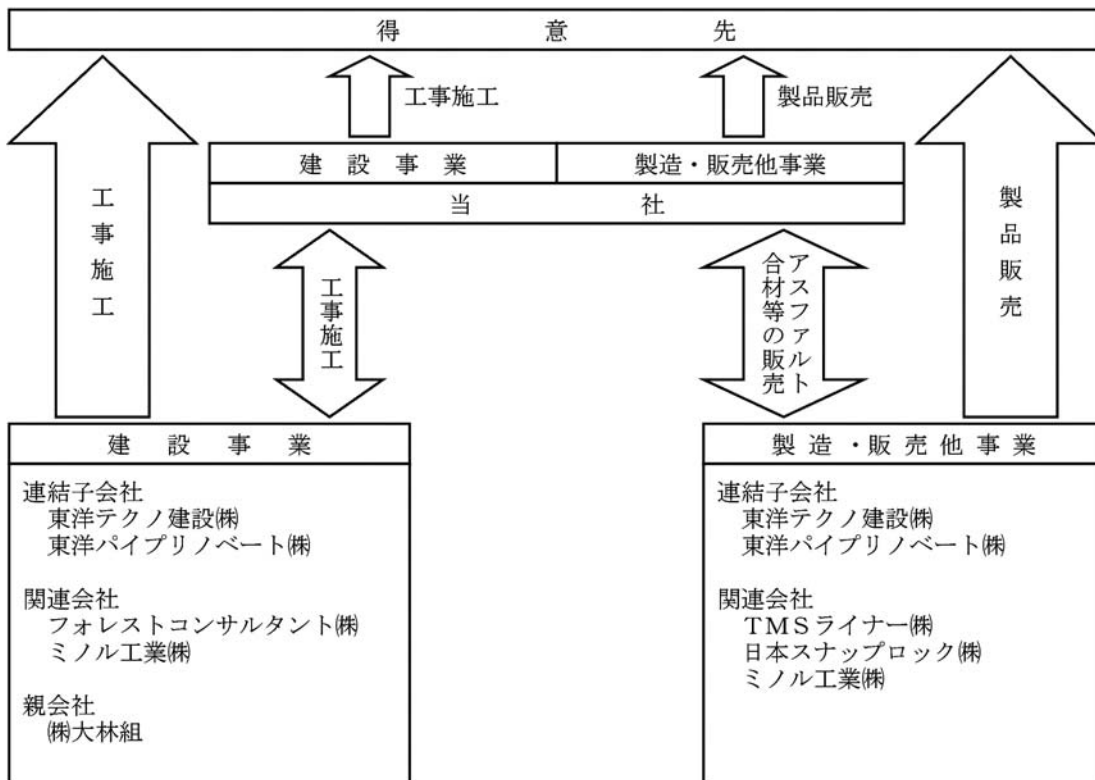 得意先
工事施工
製品販売
建設事業
製造・販売他事業
当社
工事施工
工事施工
アスファルト
合材等の販売
製品販売
建設事業
連結子会社
東洋テクノ建設㈱
東洋パイプリノベート㈱
関連会社
フォレストコンサルタント㈱
ミノル工業㈱
親会社
㈱大林組
製造・販売他事業
連結子会社
東洋テクノ建設㈱
東洋パイプリノベート㈱
関連会社
ＴＭＳライナー㈱
日本スナップロック㈱
ミノル工業㈱